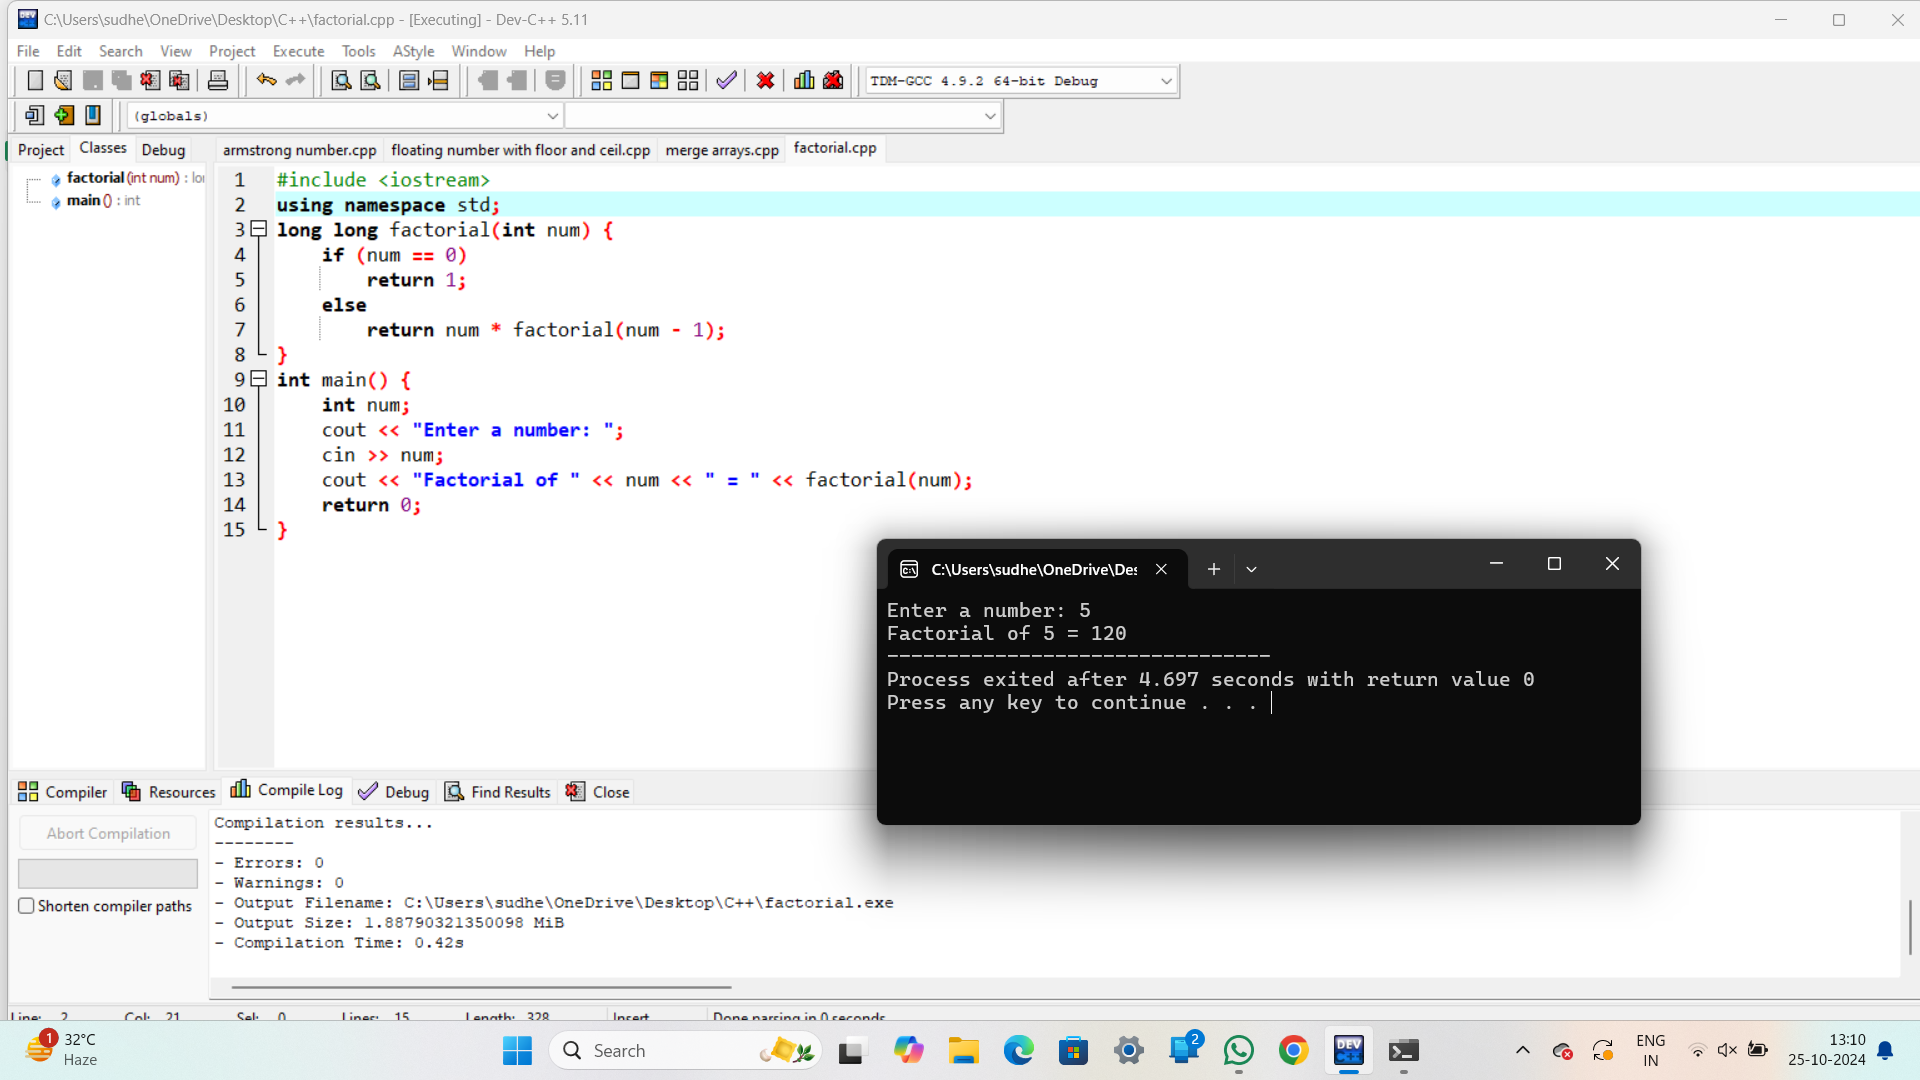 C:\Users\sudhe\OneDrive\Desktop\C++\factorial.cpp - [Executing] - Dev-C++ 5.11
File Edit Search View Project Execute Tools AStyle Window Help
TDM-GCC 4.9.2 64-bit Debug
(globals)
Project Classes Debug
armstrong number.cpp floating number with floor and ceil.cpp merge arrays.cpp factorial.cpp
factorial (int num) : lo
main () : int
1 #include <iostream>
2 using namespace std;
3 long long factorial(int num) {
4 if (num == 0)
5 return 1;
6 else
7 return num * factorial(num - 1);
8 }
9 int main() {
10 int num;
11 cout << "Enter a number: ";
12 cin >> num;
13 cout << "Factorial of " << num << " = " << factorial(num);
14 return 0;
15 }
C:\Users\sudhe\OneDrive\Des
Enter a number: 5
Factorial of 5 = 120
--------------------------------
Process exited after 4.697 seconds with return value 0
Press any key to continue . . .
Compiler Resources Compile Log Debug Find Results Close
Abort Compilation
Shorten compiler paths
Compilation results...
--------
- Errors: 0
- Warnings: 0
- Output Filename: C:\Users\sudhe\OneDrive\Desktop\C++\factorial.exe
- Output Size: 1.88790321350098 MiB
- Compilation Time: 0.42s
Line: 2 Col: 21 Sel: 0 Lines: 15 Length: 328 Insert Done parsing in 0 seconds
1
32°C
Haze
Search
2
DEV
C++
ENG
IN
13:10
25-10-2024